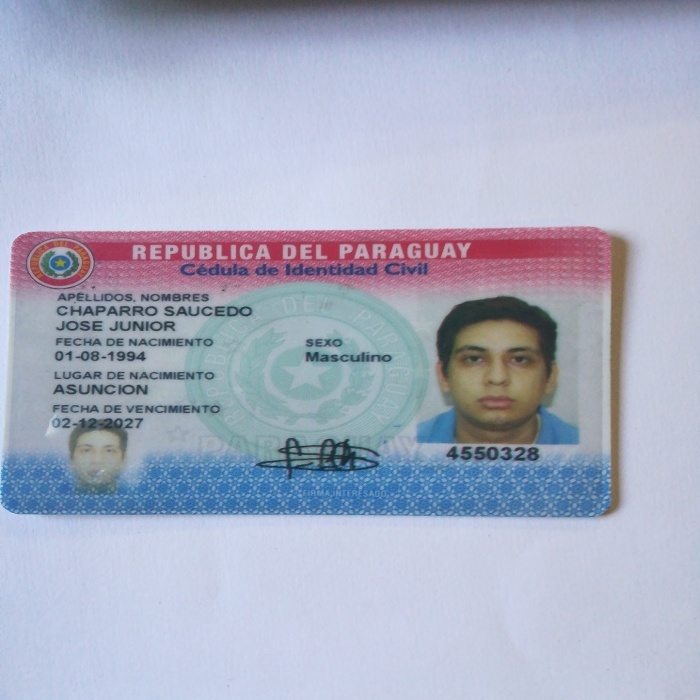 REPUBLICA DEL PARAGUAY
Cédula de Identidad Civil
APELLIDOS, NOMBRES
CHAPARRO SAUCEDO
JOSE JUNIOR
FECHA DE NACIMIENTO
01-08-1994
SEXO
Masculino
LUGAR DE NACIMIENTO
ASUNCION
FECHA DE VENCIMIENTO
02-12-2027
PARAGUAY
4550328
FIRMA INTERESADO